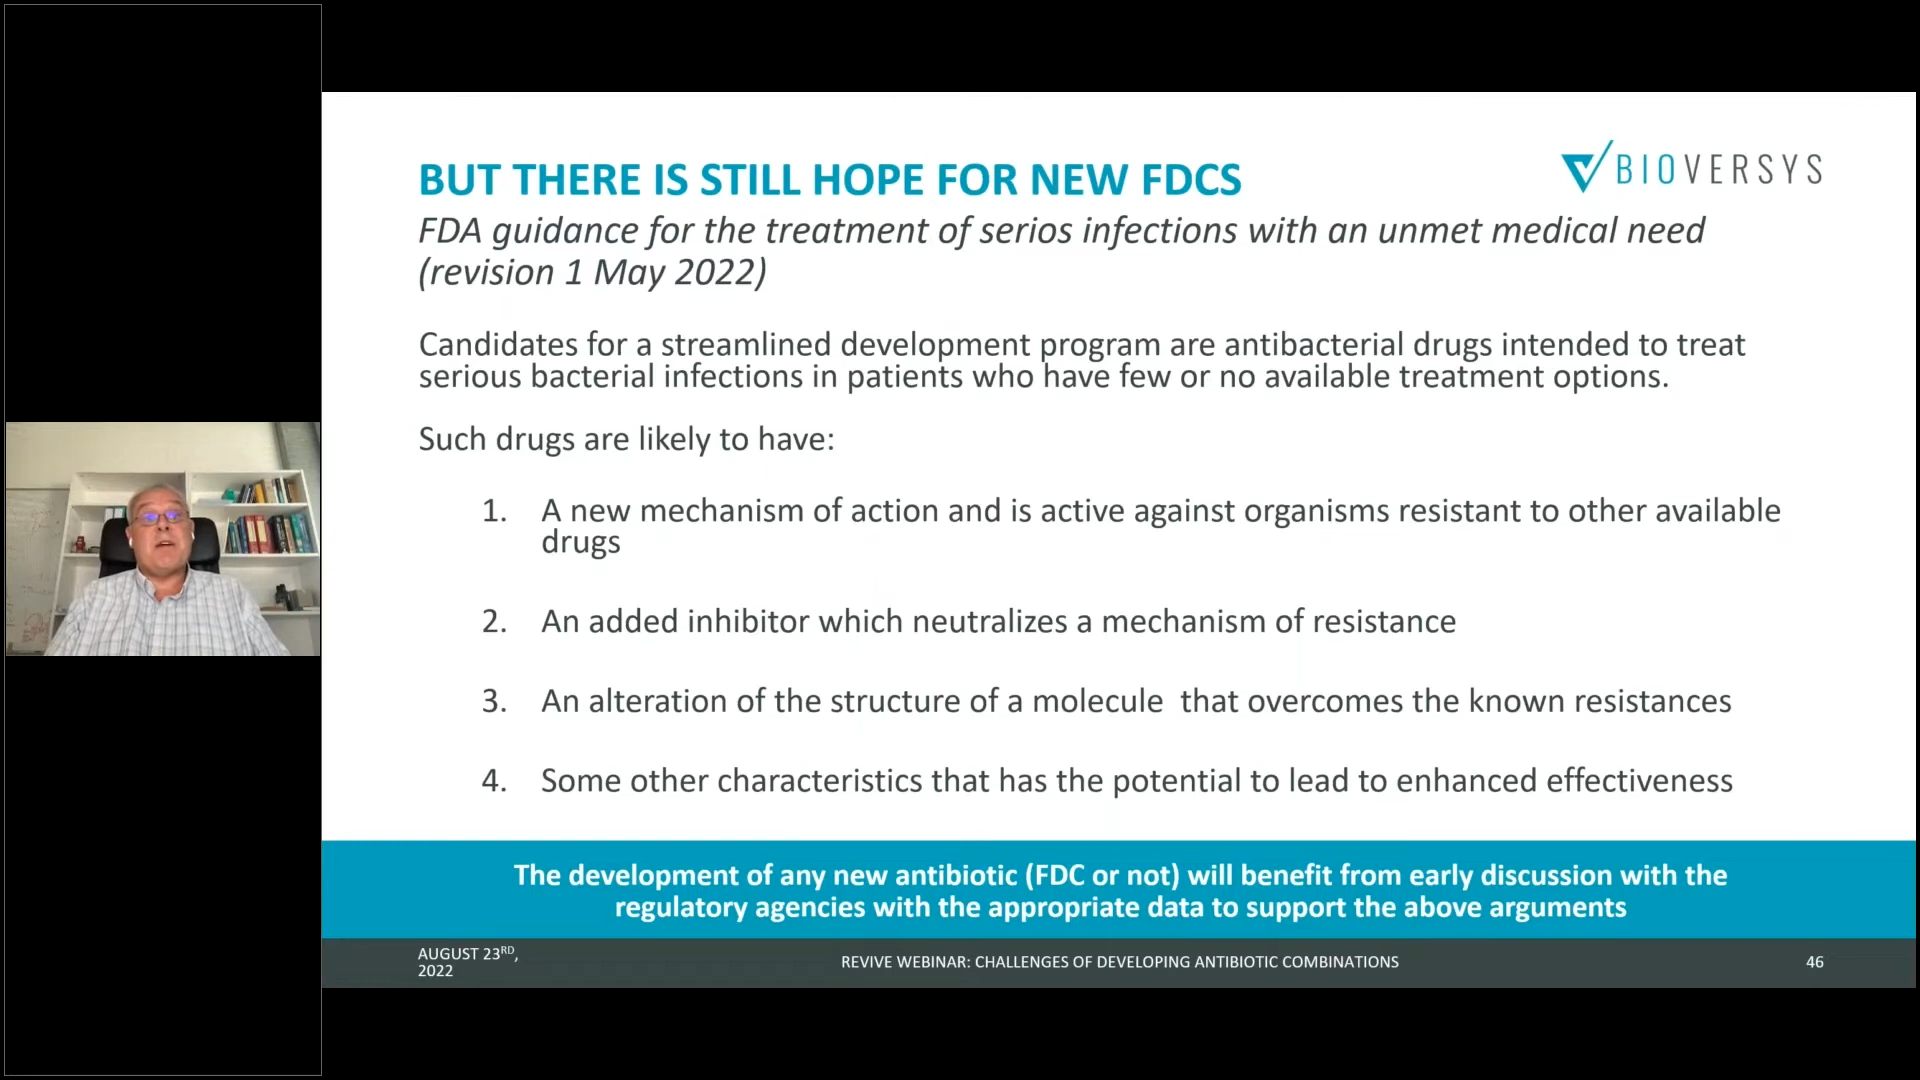 BIOVERSYS
BUT THERE IS STILL HOPE FOR NEW FDCS
FDA guidance for the treatment of serios infections with an unmet medical need
(revision 1 May 2022)
Candidates for a streamlined development program are antibacterial drugs intended to treat
serious bacterial infections in patients who have few or no available treatment options.
Such drugs are likely to have:
1. A new mechanism of action and is active against organisms resistant to other available
drugs
2. An added inhibitor which neutralizes a mechanism of resistance
3. An alteration of the structure of a molecule  that overcomes the known resistances
4. Some other characteristics that has the potential to lead to enhanced effectiveness
The development of any new antibiotic (FDC or not) will benefit from early discussion with the
regulatory agencies with the appropriate data to support the above arguments
AUGUST 23RD,
2022
REVIVE WEBINAR: CHALLENGES OF DEVELOPING ANTIBIOTIC COMBINATIONS
46